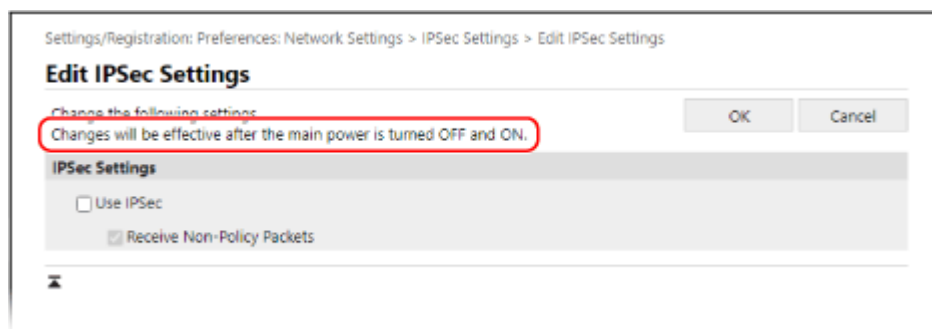 Settings/Registration: Preferences: Network Settings > IPSec Settings > Edit IPSec Settings
Edit IPSec Settings
Change the following settings.
OK
Cancel
Changes will be effective after the main power is turned OFF and ON.
IPSec Settings
Use IPSec
Receive Non-Policy Packets